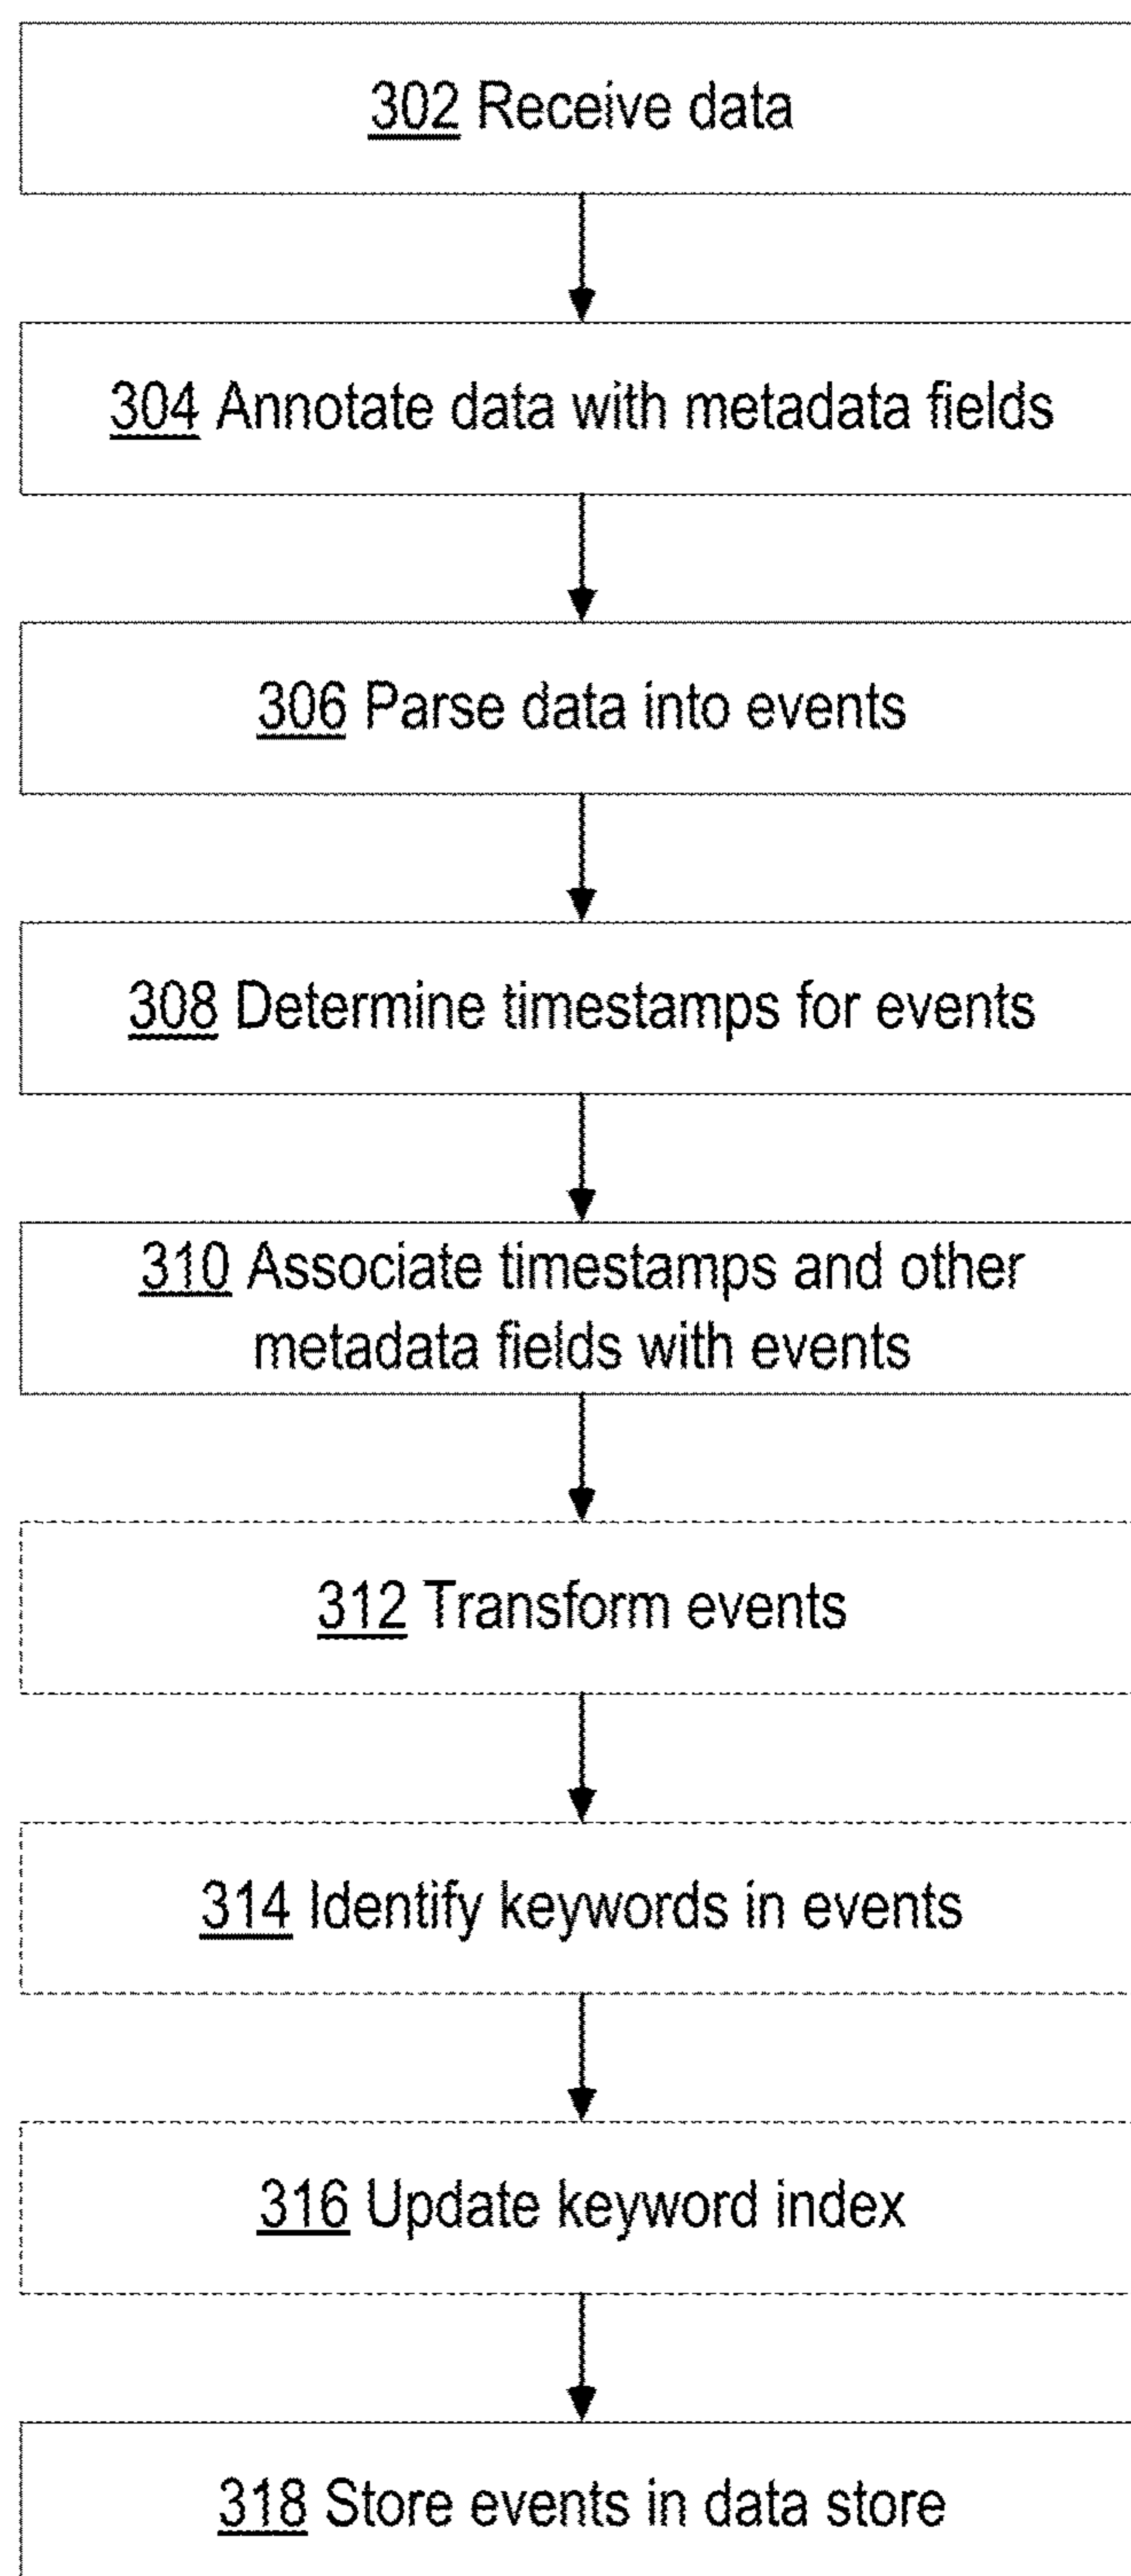 302 Receive data
304 Annotate data with metadata fields
306 Parse data into events
308 Determine timestamps for events
310 Associate timestamps and other
metadata fields with events
312 Transform events
314 Identify keywords in events
316 Update keyword index
318 Store events in data store